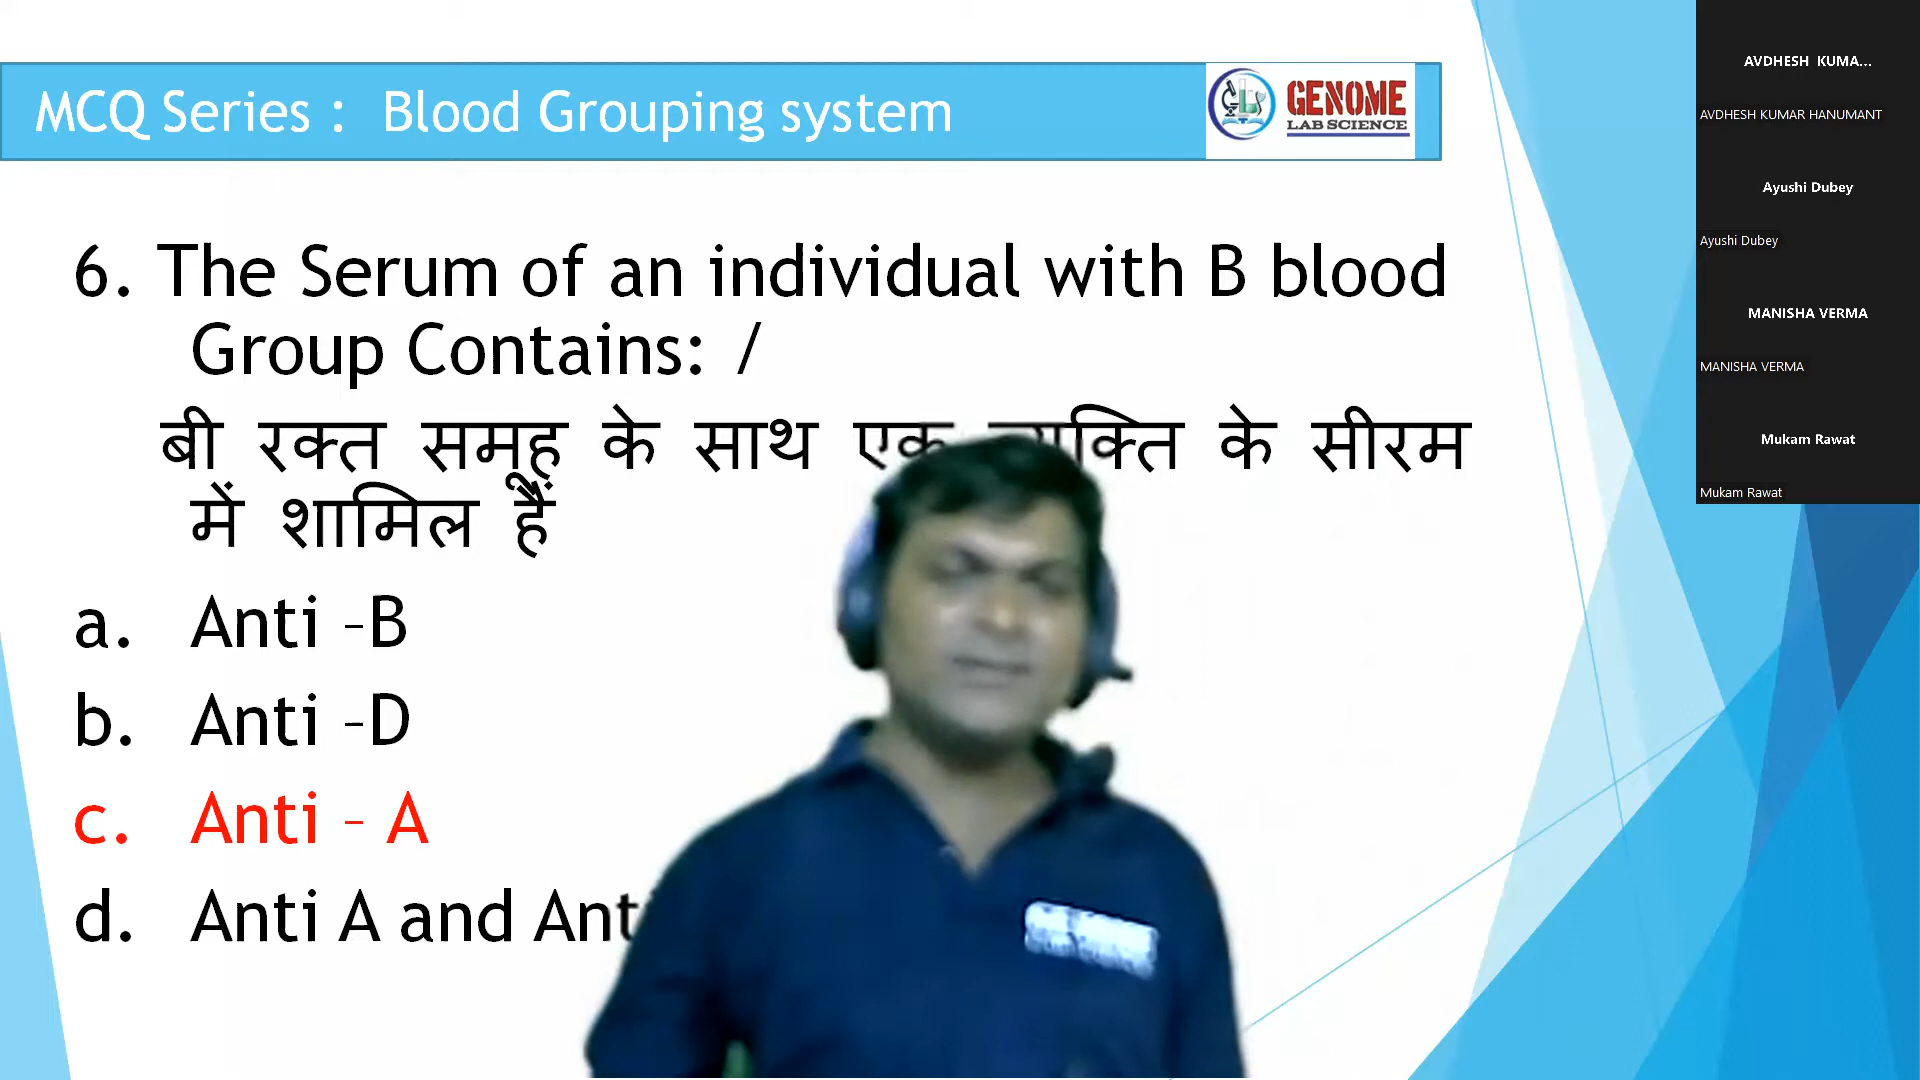 MCQ Series : Blood Grouping system
GENOME
LAB SCIENCE
6. The Serum of an individual with B blood
Group Contains: /
बी रक्त समूह के साथ एक व्यक्ति के सीरम
में शामिल हैं
a. Anti –B
b. Anti –D
c. Anti – A
d. Anti A and Anti
AVDHESH KUMA...
AVDHESH KUMAR HANUMANT
Ayushi Dubey
Ayushi Dubey
MANISHA VERMA
MANISHA VERMA
Mukam Rawat
Mukam Rawat